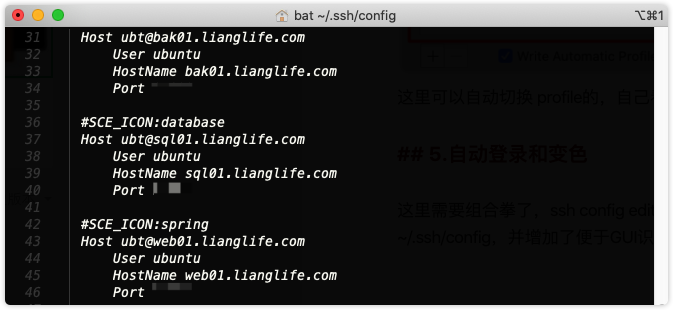 bat ~/.ssh/config
⌥⌘1
31 Host ubt@bak01.lianglife.com
32 User ubuntu
33 HostName bak01.lianglife.com
34 Port
35
36 #SCE_ICON:database
37 Host ubt@sql01.lianglife.com
38 User ubuntu
39 HostName sql01.lianglife.com
40 Port
41
42 #SCE_ICON:spring
43 Host ubt@web01.lianglife.com
44 User ubuntu
45 HostName web01.lianglife.com
46 Port
+
Write Automatic Profile
这里可以自动切换 profile的，自己
## 5.自动登录和变色
这里需要组合拳了，ssh config edi
~/.ssh/config，并增加了便于GUI识